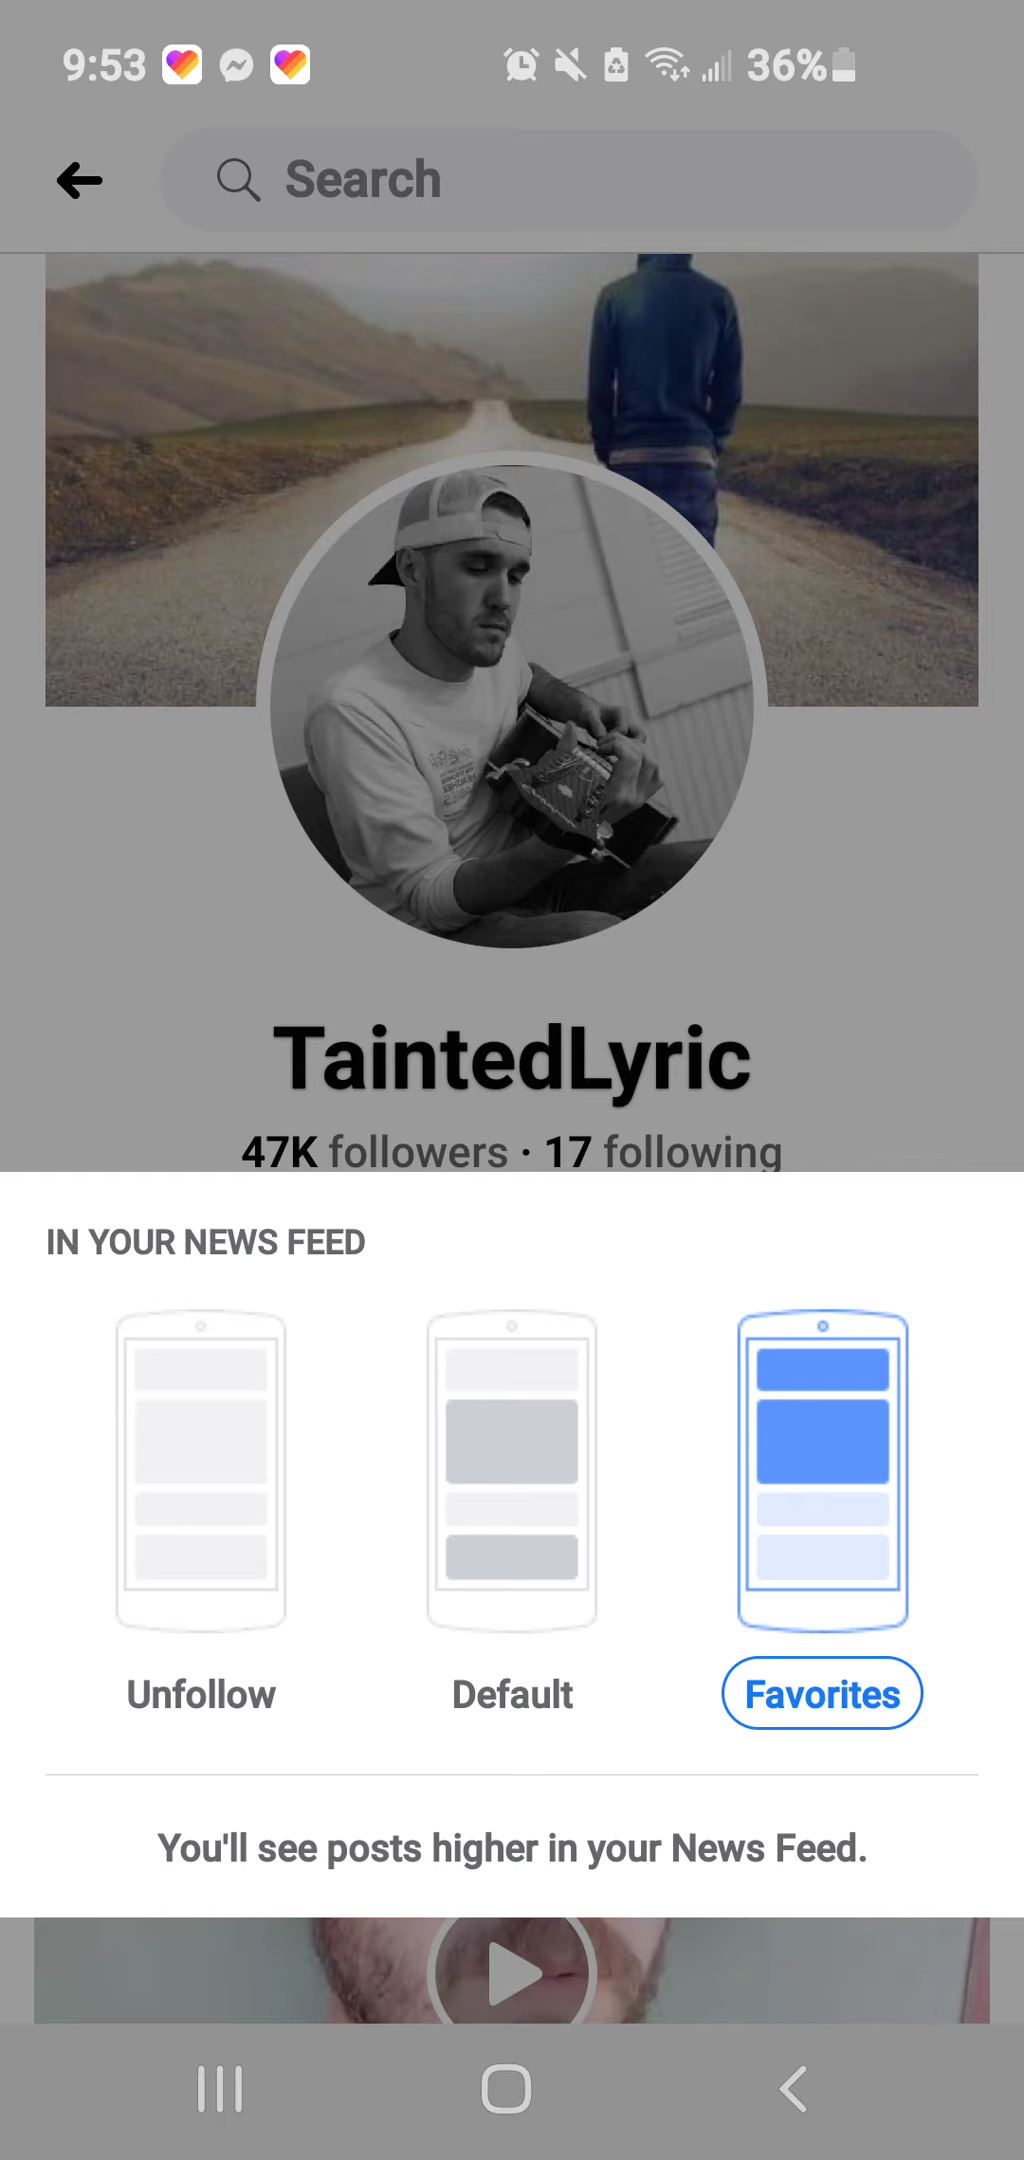 9:53 36%
Search
TaintedLyric
47K followers · 17 following
IN YOUR NEWS FEED
Unfollow Default Favorites
You'll see posts higher in your News Feed.